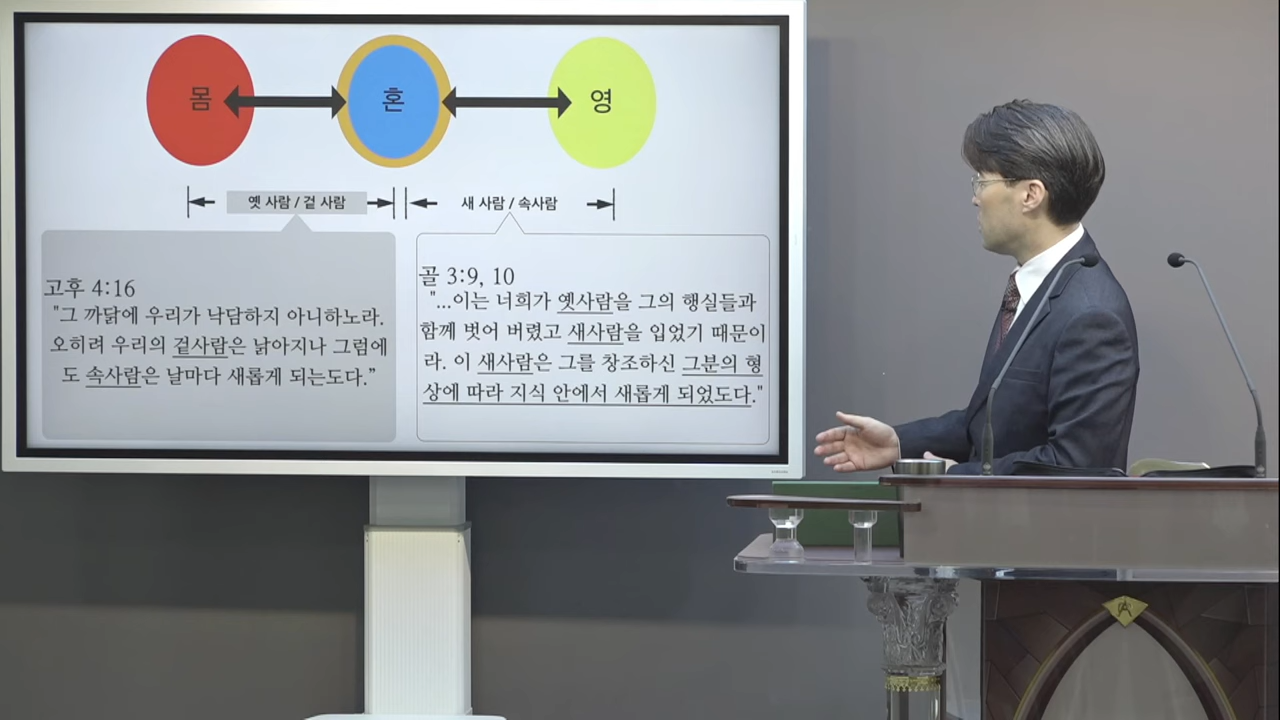 몸
혼
영
옛 사람 / 겉 사람
새 사람 / 속사람
고후 4:16
"그 까닭에 우리가 낙담하지 아니하노라.
오히려 우리의 겉사람은 낡아지나 그럼에
도 속사람은 날마다 새롭게 되는도다."
골 3:9, 10
"...이는 너희가 옛사람을 그의 행실들과
함께 벗어 버렸고 새사람을 입었기 때문이
라. 이 새사람은 그를 창조하신 그분의 형
상에 따라 지식 안에서 새롭게 되었도다."